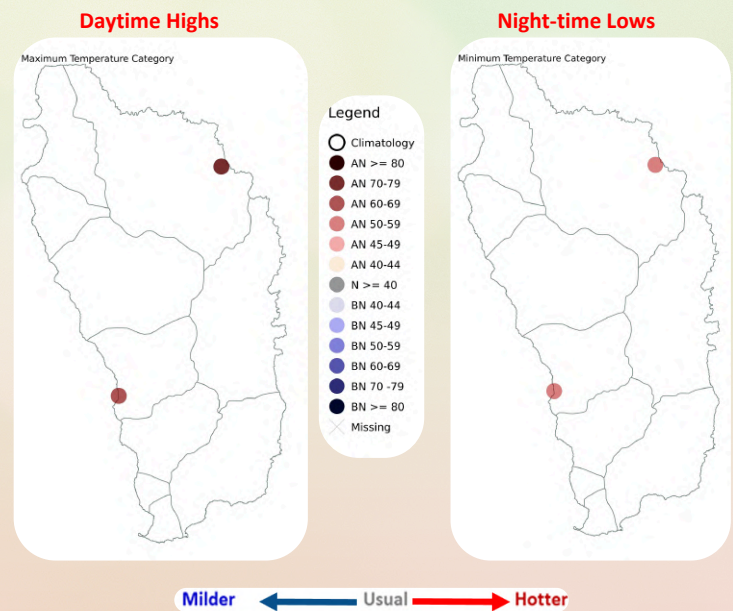 Daytime Highs
Night-time Lows
Maximum Temperature Category
Minimum Temperature Category
Legend
Climatology
AN >= 80
AN 70-79
AN 60-69
AN 50-59
AN 45-49
AN 40-44
N >= 40
BN 40-44
BN 45-49
BN 50-59
BN 60-69
BN 70 -79
BN >= 80
Missing
Milder Usual Hotter